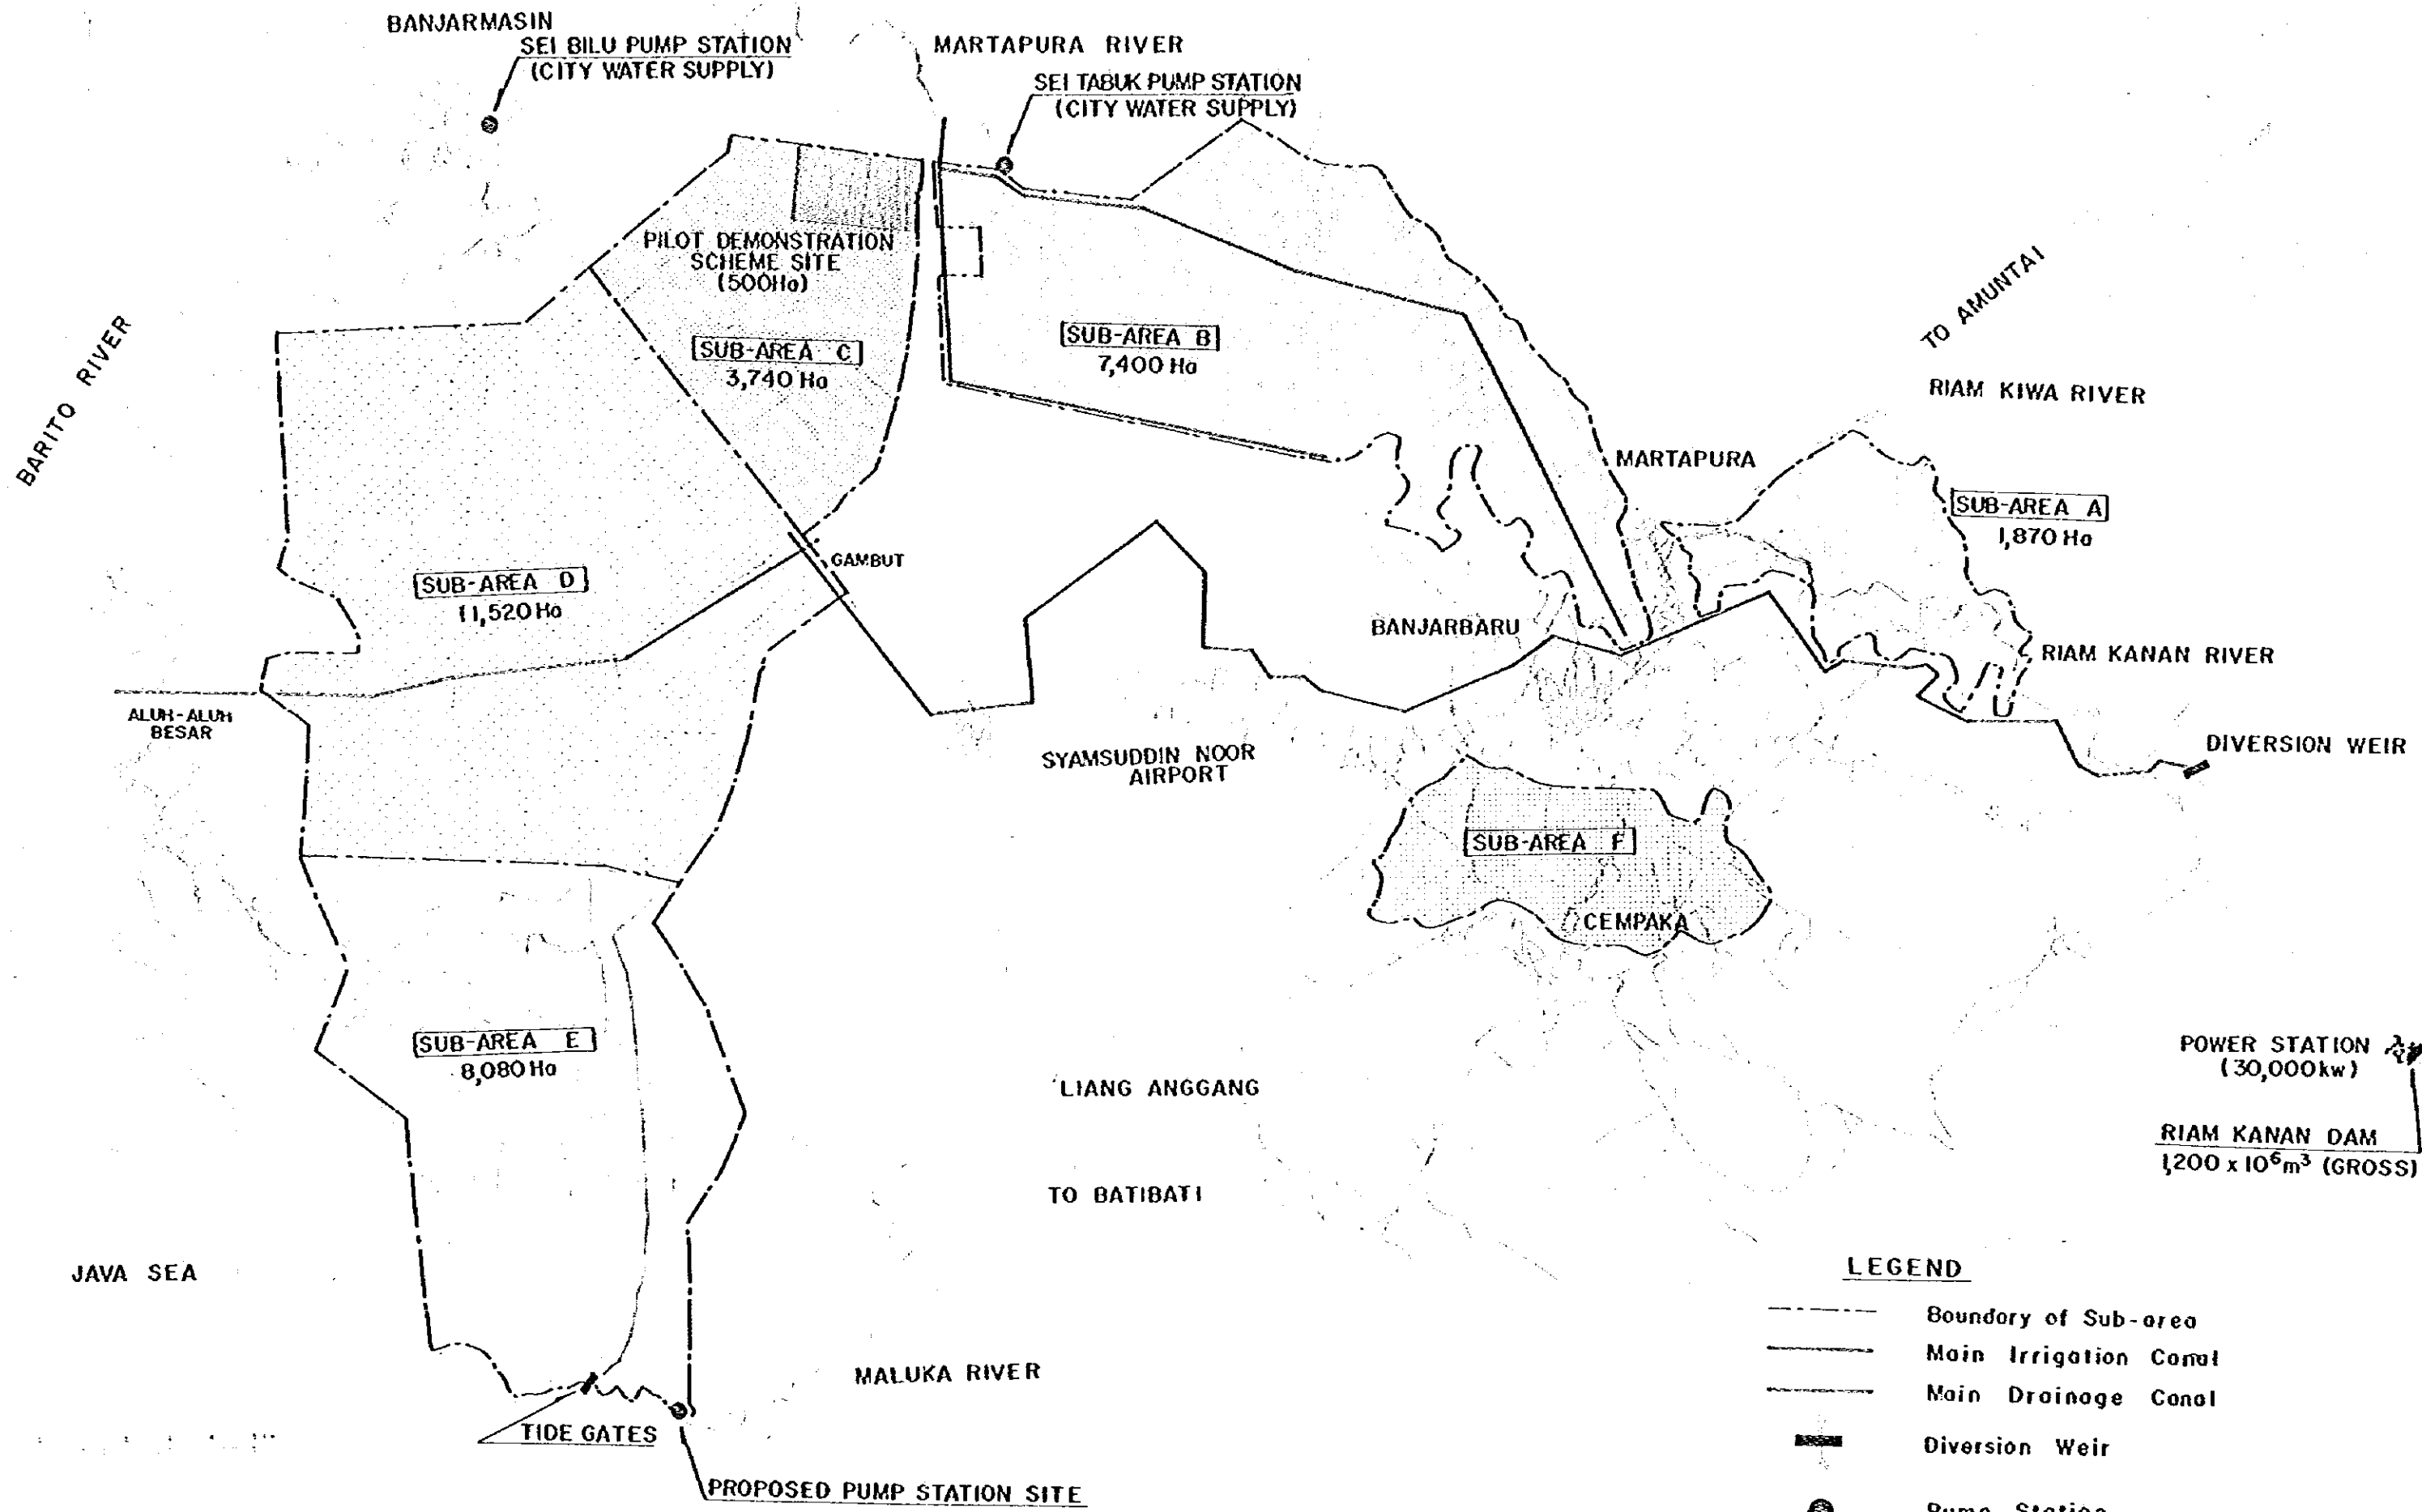 BANJARMASIN
SEI BILU PUMP STATION
(CITY WATER SUPPLY)
MARTAPURA RIVER
SEI TABUK PUMP STATION
(CITY WATER SUPPLY)
PILOT DEMONSTRATION
SCHEME SITE
(500Ha)
BARITO RIVER
SUB-AREA C
3,740 Ha
SUB-AREA B
7,400 Ha
TO AMUNTAI
RIAM KIWA RIVER
MARTAPURA
SUB-AREA A
1,870 Ha
GAMBUT
SUB-AREA D
11,520 Ha
BANJARBARU
RIAM KANAN RIVER
ALUH-ALUH
BESAR
SYAMSUDDIN NOOR
AIRPORT
DIVERSION WEIR
SUB-AREA F
CEMPAKA
SUB-AREA E
8,080 Ha
LIANG ANGGANG
POWER STATION
(30,000kw)
RIAM KANAN DAM
1,200 x 10⁶m³ (GROSS)
TO BATIBATI
JAVA SEA
MALUKA RIVER
TIDE GATES
PROPOSED PUMP STATION SITE
LEGEND
Boundory of Sub-area
Main Irrigation Canal
Main Drainage Canal
Diversion Weir
Pump Station